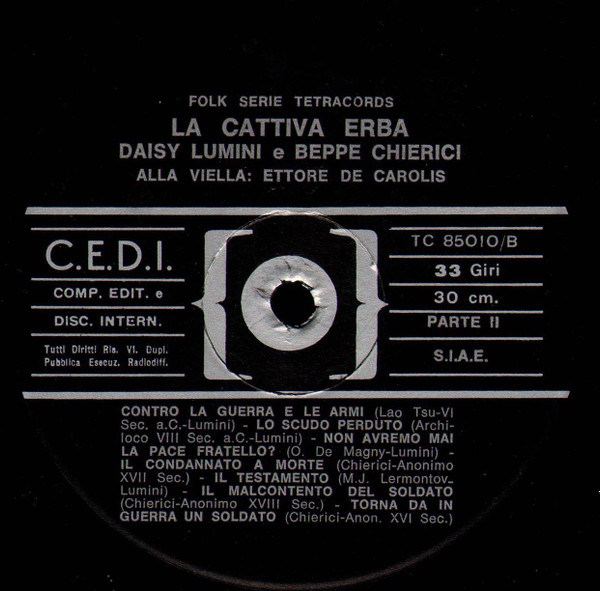 FOLK SERIE TETRACORDS
LA CATTIVA ERBA
DAISY LUMINI e BEPPE CHIERICI
ALLA VIELLA: ETTORE DE CAROLIS
C.E.D.I.
COMP. EDIT. e
DISC. INTERN.
Tutti Diritti Ris. Vi. Dupl.
Pubblica Esecuz. Radiodiff.
TC 85010/B
33 Giri
30 cm.
PARTE II
S.I.A.E.
CONTRO LA GUERRA E LE ARMI (Lao Tsu-VI
Sec. a.C.-Lumini) - LO SCUDO PERDUTO (Archi-
loco VIII Sec. a.C.-Lumini) - NON AVREMO MAI
LA PACE FRATELLO? (O. De Magny-Lumini) -
IL CONDANNATO A MORTE (Chierici-Anonimo
XVII Sec.) - IL TESTAMENTO (M.J. Lermontov-
Lumini) - IL MALCONTENTO DEL SOLDATO
(Chierici-Anonimo XVIII Sec.) - TORNA DA IN
GUERRA UN SOLDATO (Chierici-Anon. XVI Sec.)